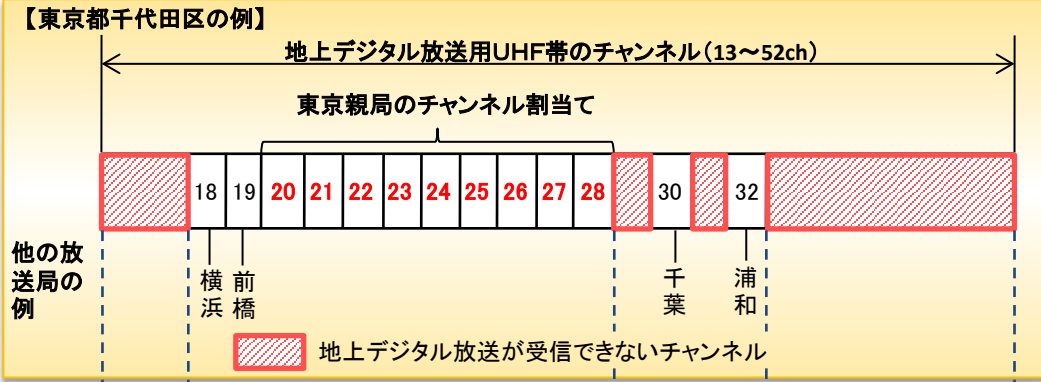 【東京都千代田区の例】
地上デジタル放送用UHF帯のチャンネル（13～52ch）
東京親局のチャンネル割当て
18 19 20 21 22 23 24 25 26 27 28 30 32
他の放
送局の
例
横浜
前橋
千葉
浦和
地上デジタル放送が受信できないチャンネル